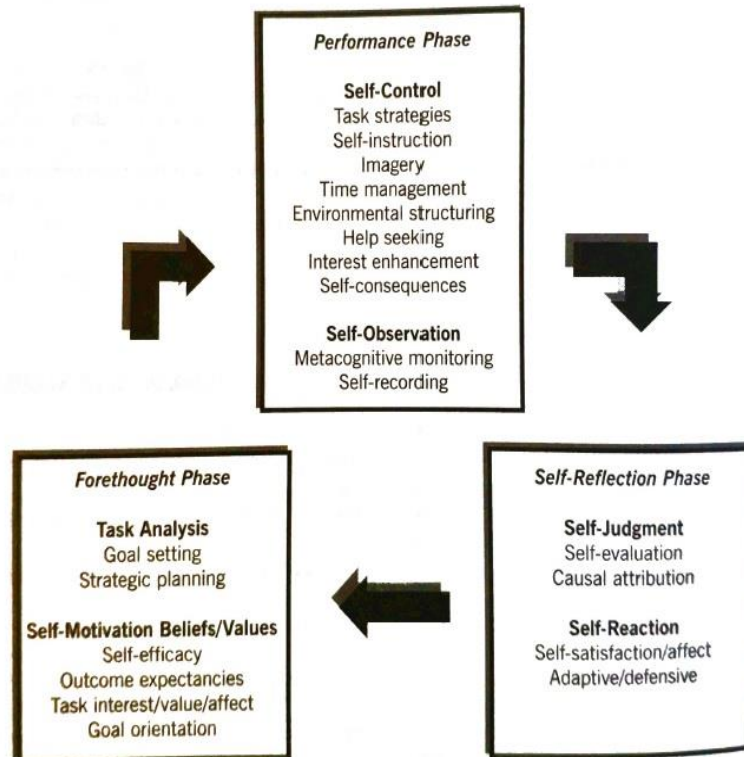 Performance Phase
Self-Control
Task strategies
Self-instruction
Imagery
Time management
Environmental structuring
Help seeking
Interest enhancement
Self-consequences
Self-Observation
Metacognitive monitoring
Self-recording
Forethought Phase
Task Analysis
Goal setting
Strategic planning
Self-Motivation Beliefs/Values
Self-efficacy
Outcome expectancies
Task interest/value/affect
Goal orientation
Self-Reflection Phase
Self-Judgment
Self-evaluation
Causal attribution
Self-Reaction
Self-satisfaction/affect
Adaptive/defensive